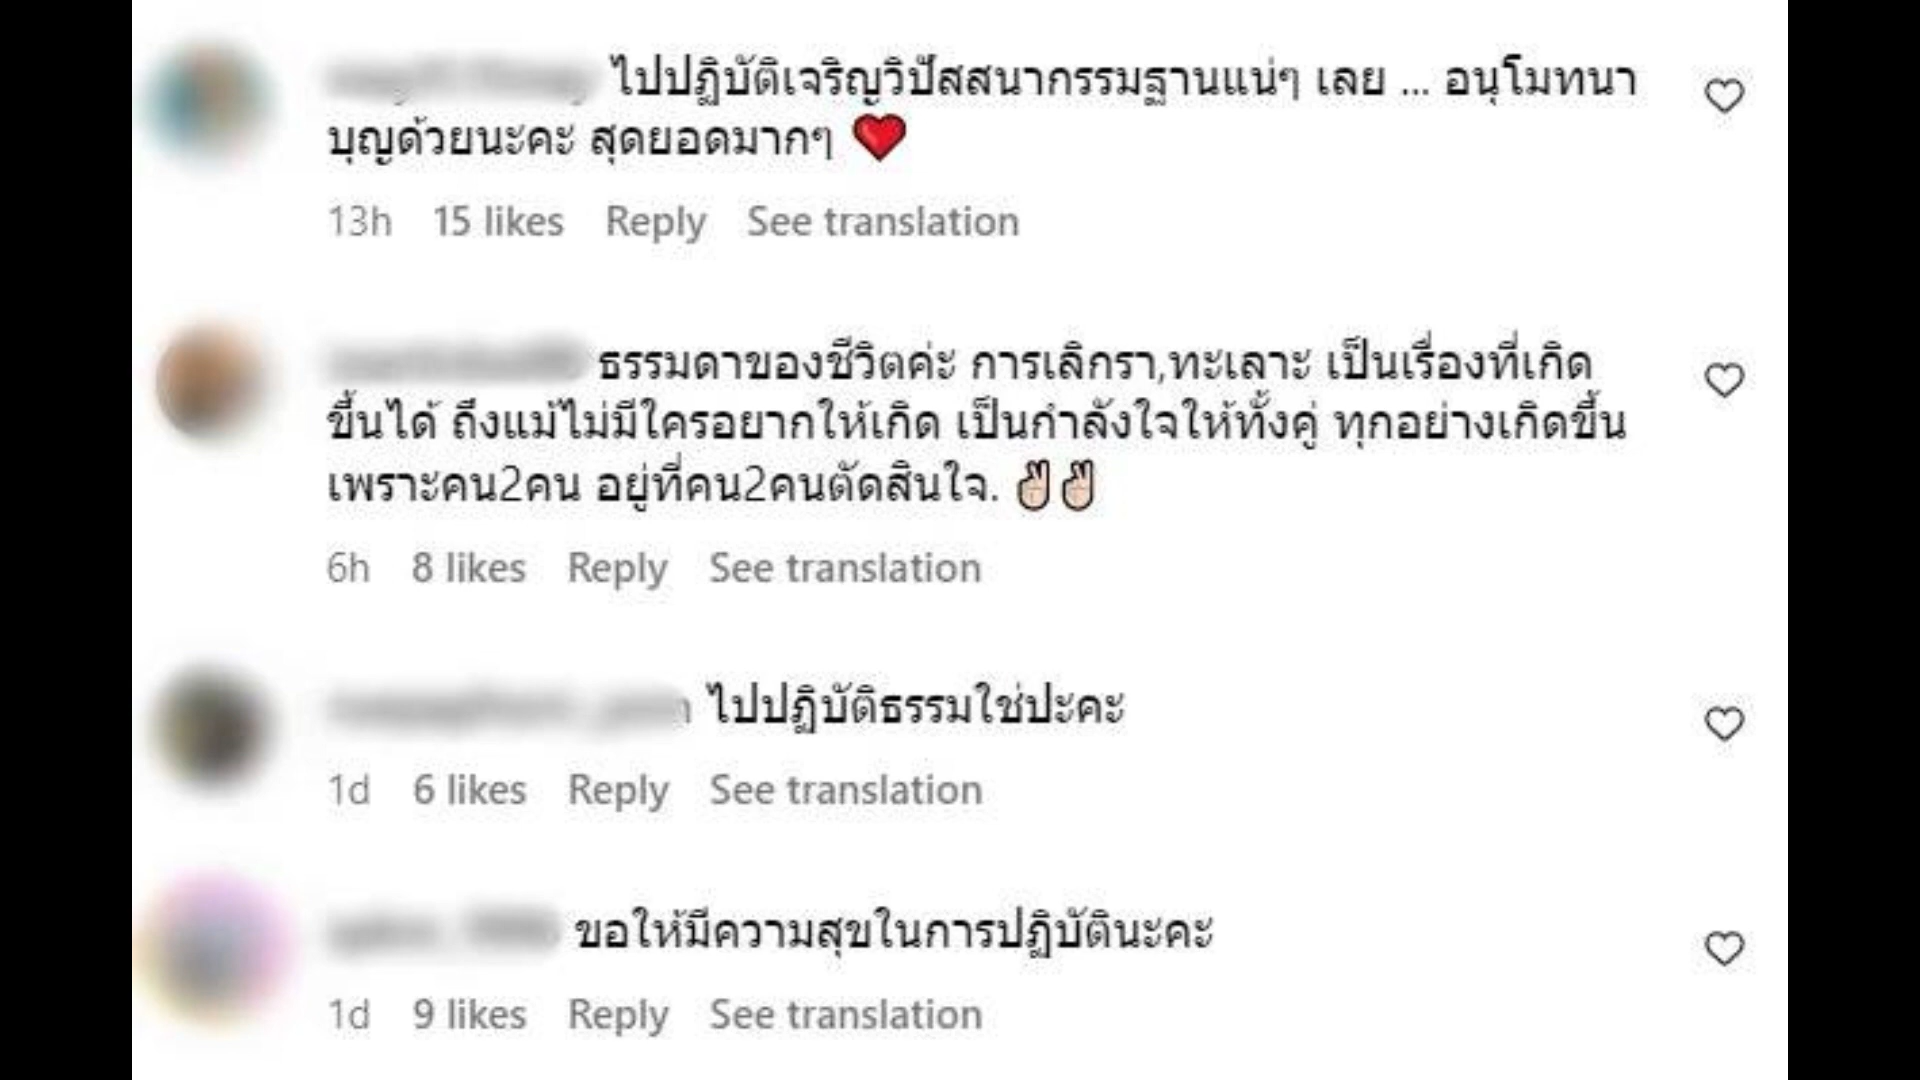 ไปปฏิบัติเจริญวิปัสสนากรรมฐานแน่ๆ เลย ... อนุโมทนา
บุญด้วยนะคะ สุดยอดมากๆ ❤️
13h 15 likes Reply See translation
ธรรมดาของชีวิตค่ะ การเลิกรา,ทะเลาะ เป็นเรื่องที่เกิด
ขึ้นได้ ถึงแม้ไม่มีใครอยากให้เกิด เป็นกำลังใจให้ทั้งคู่ ทุกอย่างเกิดขึ้น
เพราะคน2คน อยู่ที่คน2คนตัดสินใจ. ✌🏻✌🏻
6h 8 likes Reply See translation
ไปปฏิบัติธรรมใช่ปะคะ
1d 6 likes Reply See translation
ขอให้มีความสุขในการปฏิบัตินะคะ
1d 9 likes Reply See translation